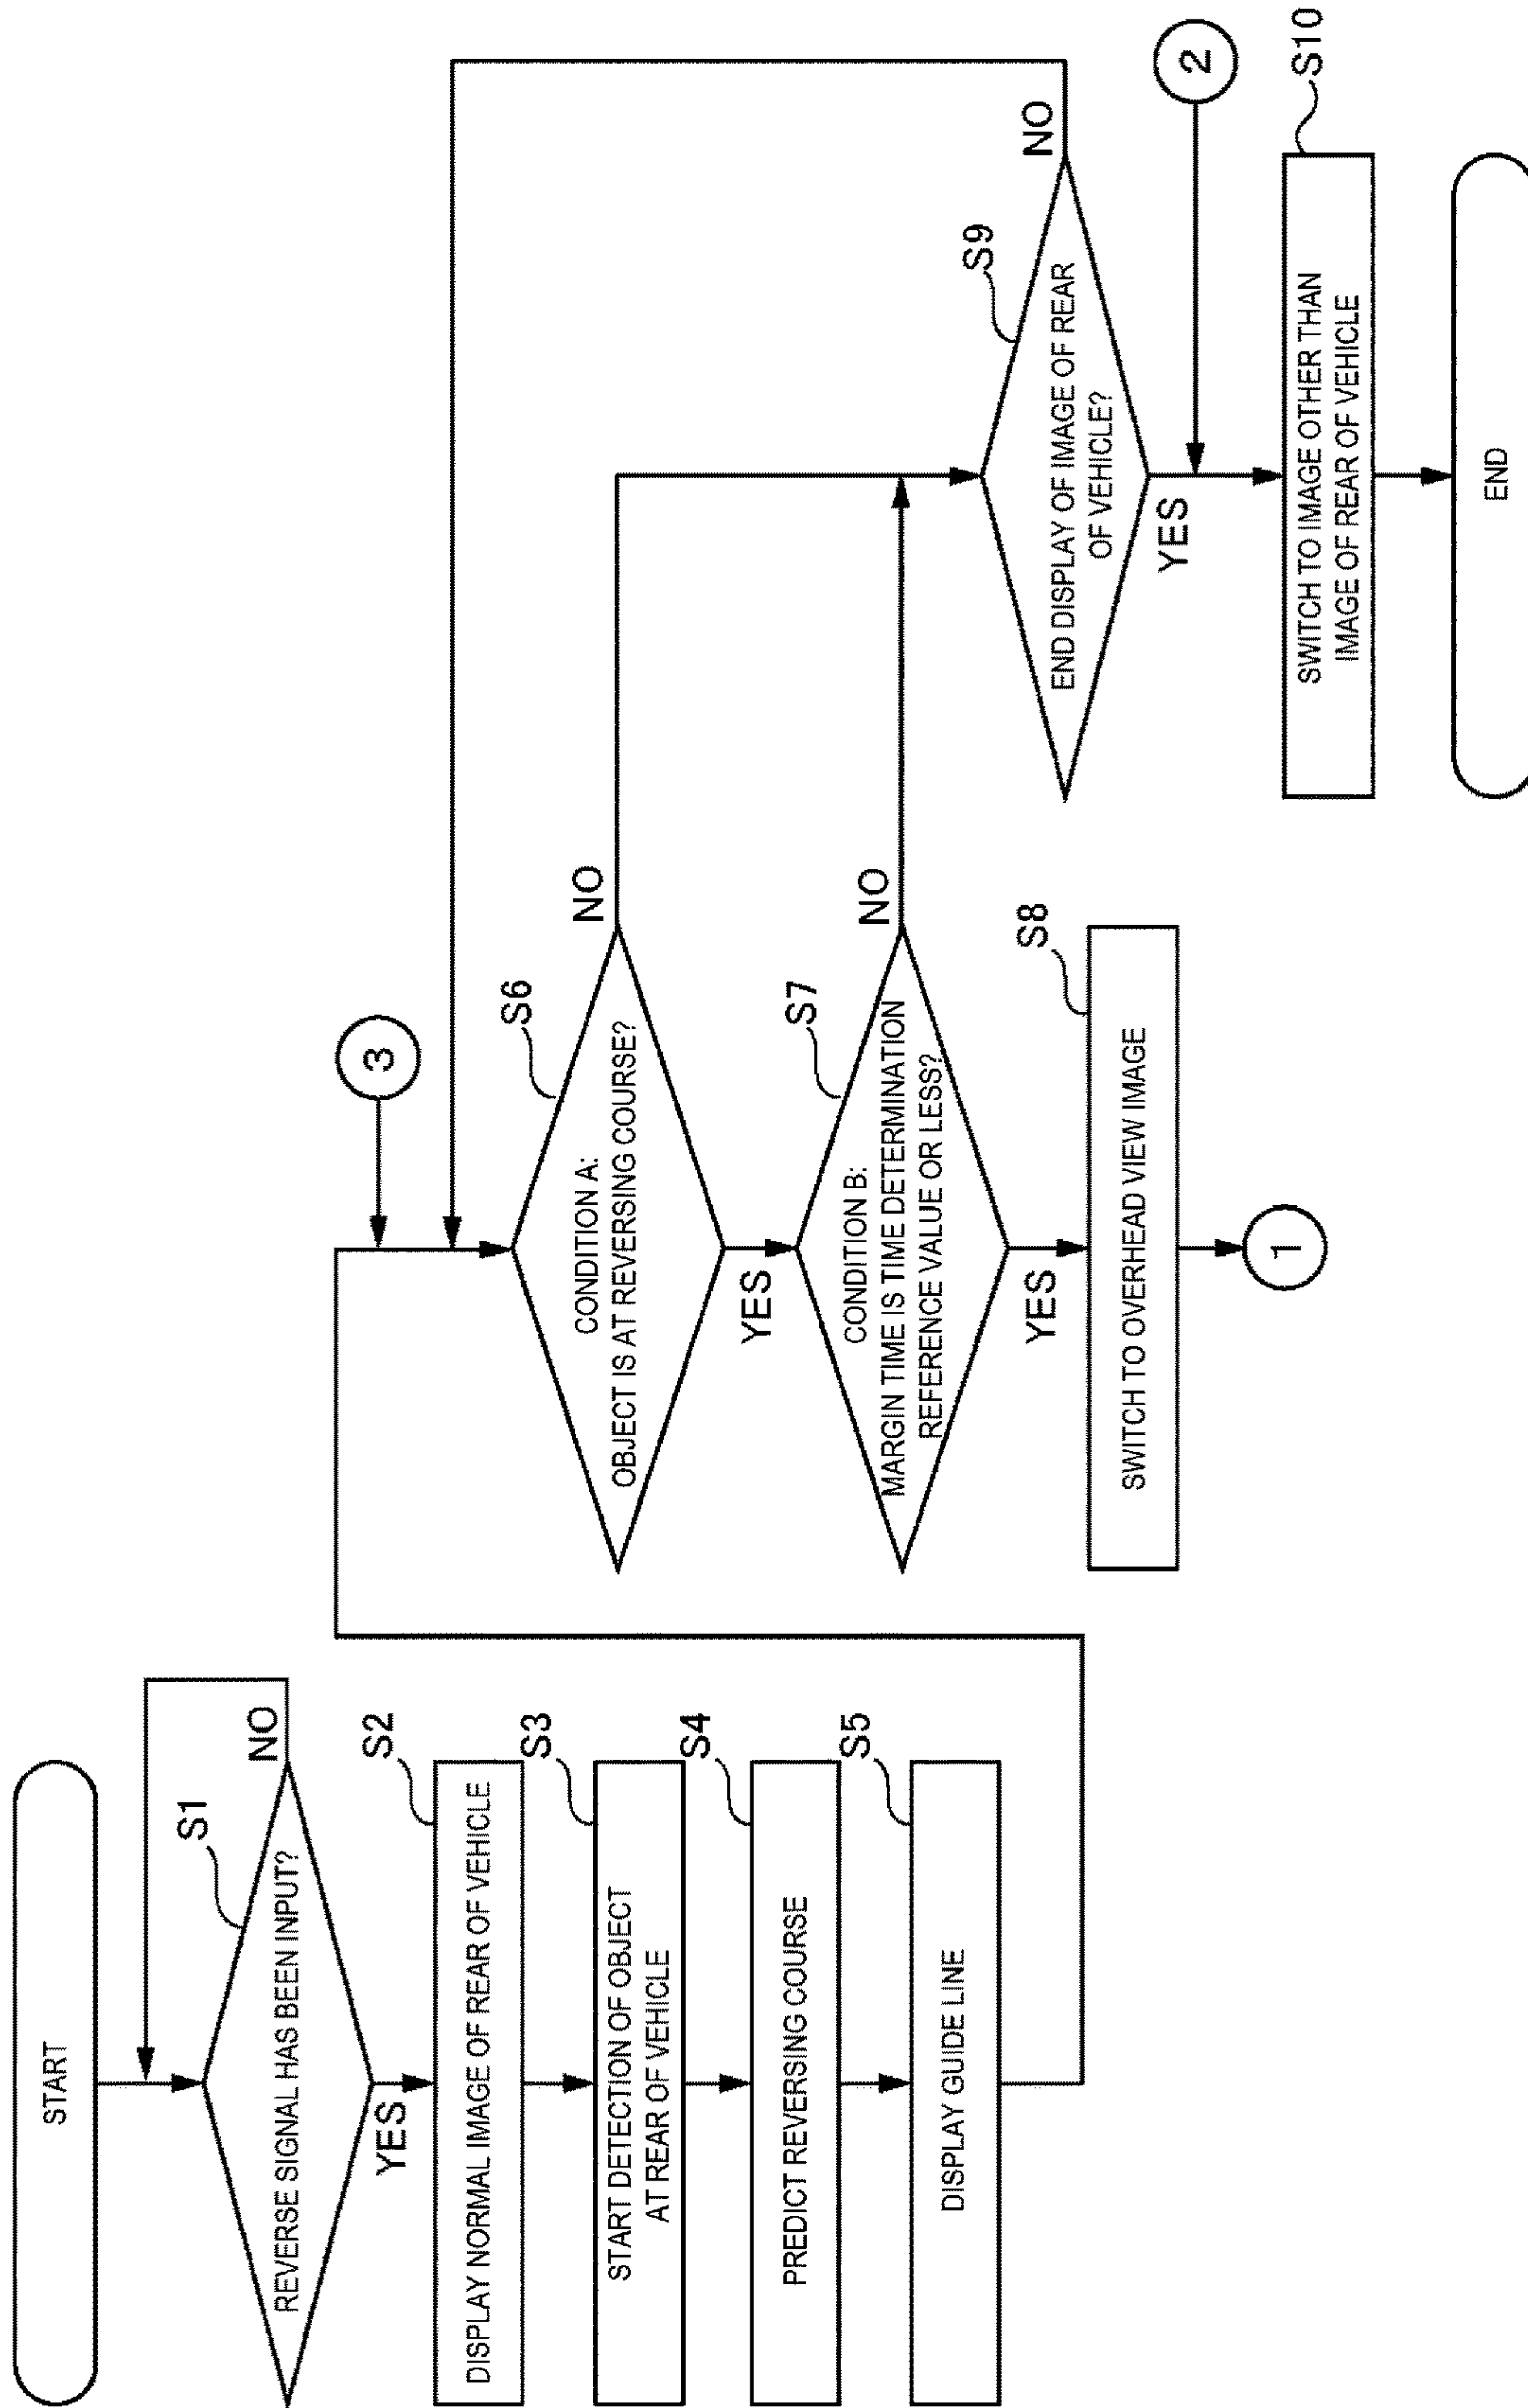 START
S1
REVERSE SIGNAL HAS BEEN INPUT?
NO
YES
S2
DISPLAY NORMAL IMAGE OF REAR OF VEHICLE
S3
START DETECTION OF OBJECT
AT REAR OF VEHICLE
S4
PREDICT REVERSING COURSE
S5
DISPLAY GUIDE LINE
3
S6
CONDITION A:
OBJECT IS AT REVERSING COURSE?
NO
YES
S7
CONDITION B:
MARGIN TIME IS TIME DETERMINATION
REFERENCE VALUE OR LESS?
NO
YES
S8
SWITCH TO OVERHEAD VIEW IMAGE
1
S9
END DISPLAY OF IMAGE OF REAR
OF VEHICLE?
NO
YES
2
S10
SWITCH TO IMAGE OTHER THAN
IMAGE OF REAR OF VEHICLE
END